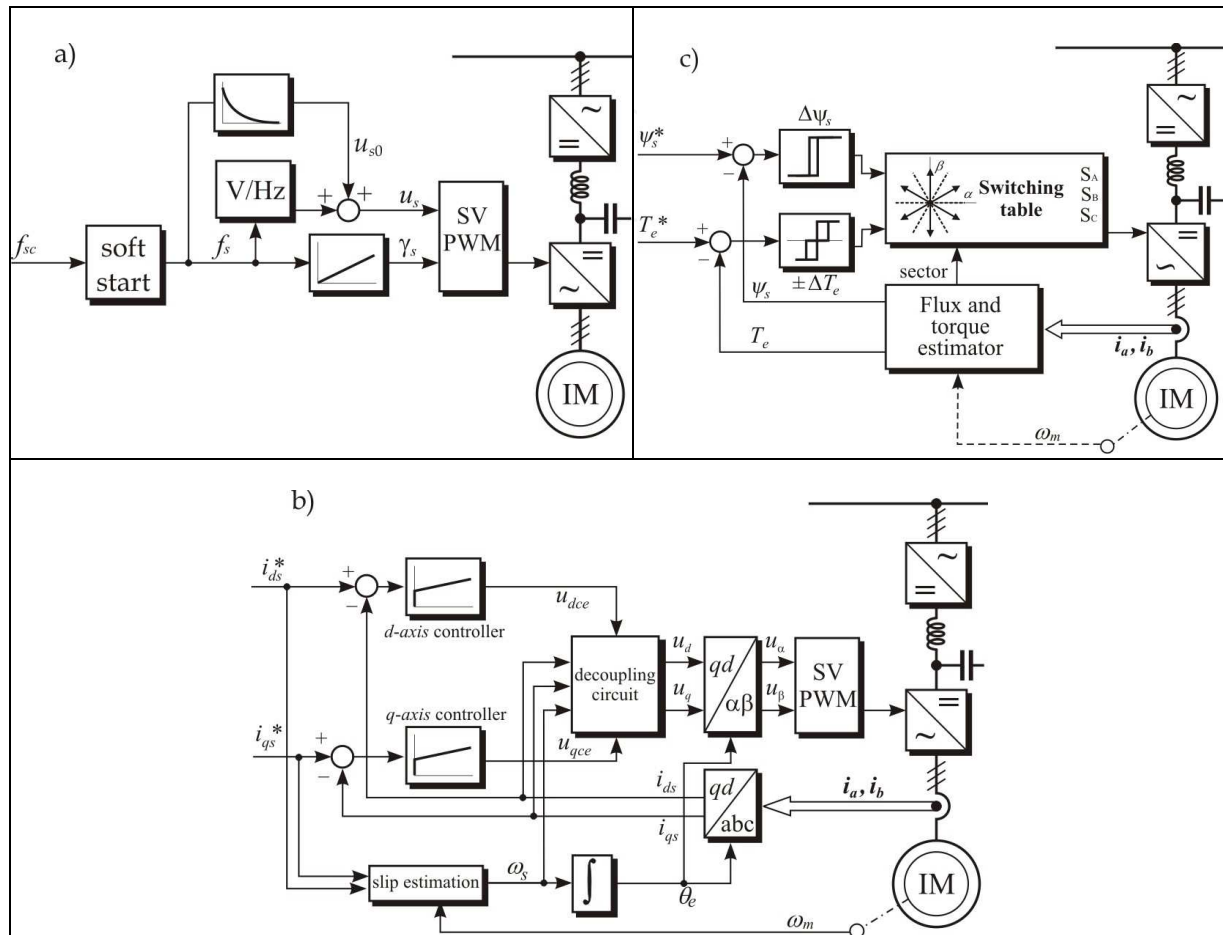 a)
u_s0
V/Hz
+
+
u_s
SV
PWM
f_sc
soft
start
f_s
γ_s
~
=
=
~
IM
c)
Δψ_s
ψ_s*
+
−
β
α
Switching
table
S_A
S_B
S_C
T_e*
+
−
± ΔT_e
sector
ψ_s
T_e
Flux and
torque
estimator
i_a, i_b
ω_m
~
=
=
~
IM
b)
i_ds*
+
−
u_dce
d-axis controller
decoupling
circuit
u_d
u_q
qd
αβ
u_α
u_β
SV
PWM
q-axis controller
i_qs*
+
−
u_qce
i_ds
i_qs
qd
abc
i_a, i_b
slip estimation
ω_s
∫
θ_e
ω_m
~
=
=
~
IM